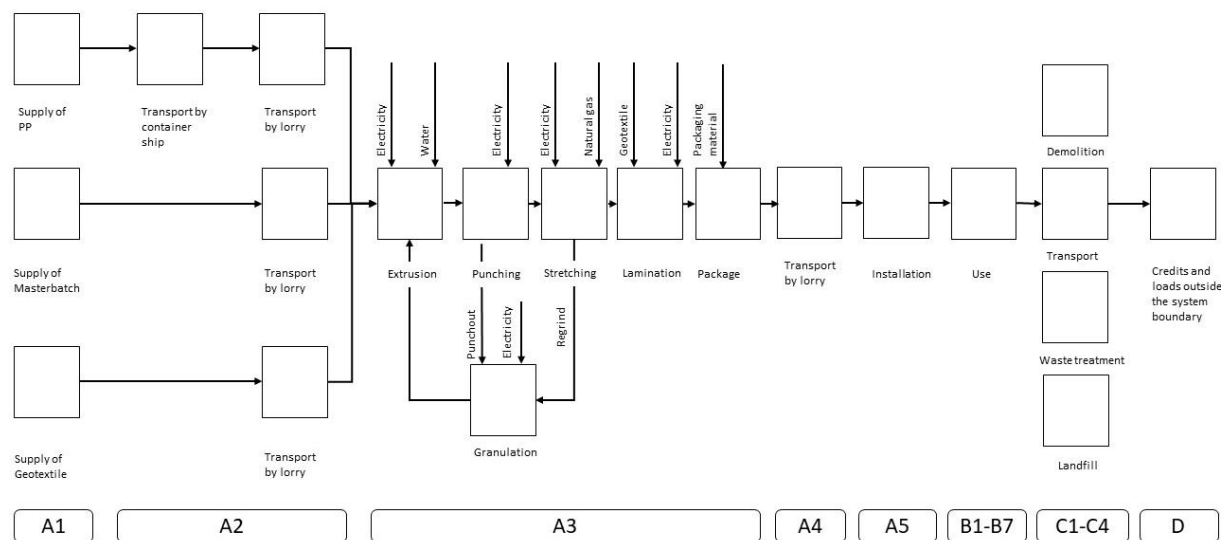 Supply of
PP
Transport by
container
ship
Transport
by lorry
Electricity
Water
Electricity
Electricity
Natural gas
Geotextile
Electricity
Packaging
material
Demolition
Supply of
Masterbatch
Transport
by lorry
Extrusion
Punching
Stretching
Lamination
Package
Transport
by lorry
Installation
Use
Transport
Credits and
loads outside
the system
boundary
Punchout
Electricity
Regrind
Waste treatment
Supply of
Geotextile
Transport
by lorry
Granulation
Landfill
A1
A2
A3
A4
A5
B1-B7
C1-C4
D